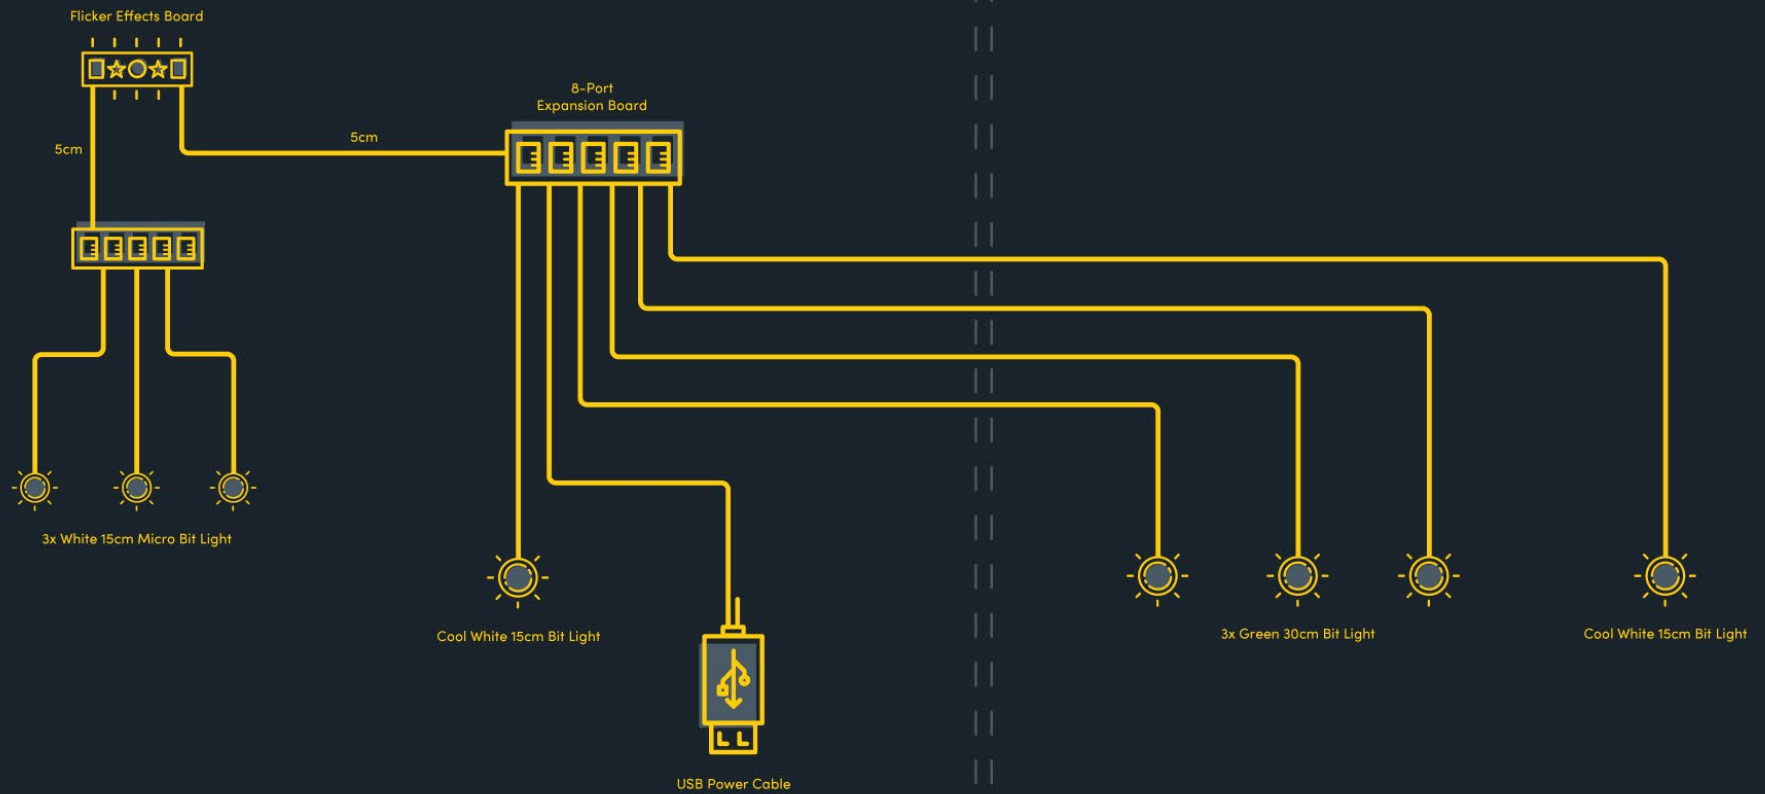 Flicker Effects Board
8-Port
Expansion Board
5cm
5cm
3x White 15cm Micro Bit Light
Cool White 15cm Bit Light
3x Green 30cm Bit Light
Cool White 15cm Bit Light
USB Power Cable